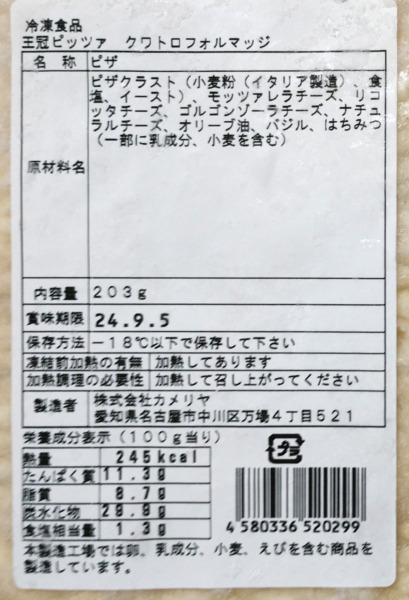 冷凍食品
王冠ピッツァ　クワトロフォルマッジ
名　称　ピザ
ピザクラスト（小麦粉（イタリア製造）、食
塩、イースト）　モッツァレラチーズ、リコ
ッタチーズ、ゴルゴンゾーラチーズ、ナチュ
ラルチーズ、オリーブ油、バジル、はちみつ
（一部に乳成分、小麦を含む）
原材料名
内容量　２０３ｇ
賞味期限　24.9.5
保存方法　－１８℃以下で保存して下さい
凍結前加熱の有無　加熱してあります
加熱調理の必要性　加熱して召し上がってください
製造者　株式会社カメリヤ
愛知県名古屋市中川区万場４丁目５２１
栄養成分表示（１００ｇ当り）
熱量　245kcal
たんぱく質　11.3g
脂質　8.7g
炭水化物　29.9g
食塩相当量　1.3g
プラ
4 580336 520299
本製造工場では卵、乳成分、小麦、えびを含む商品を
製造しています。